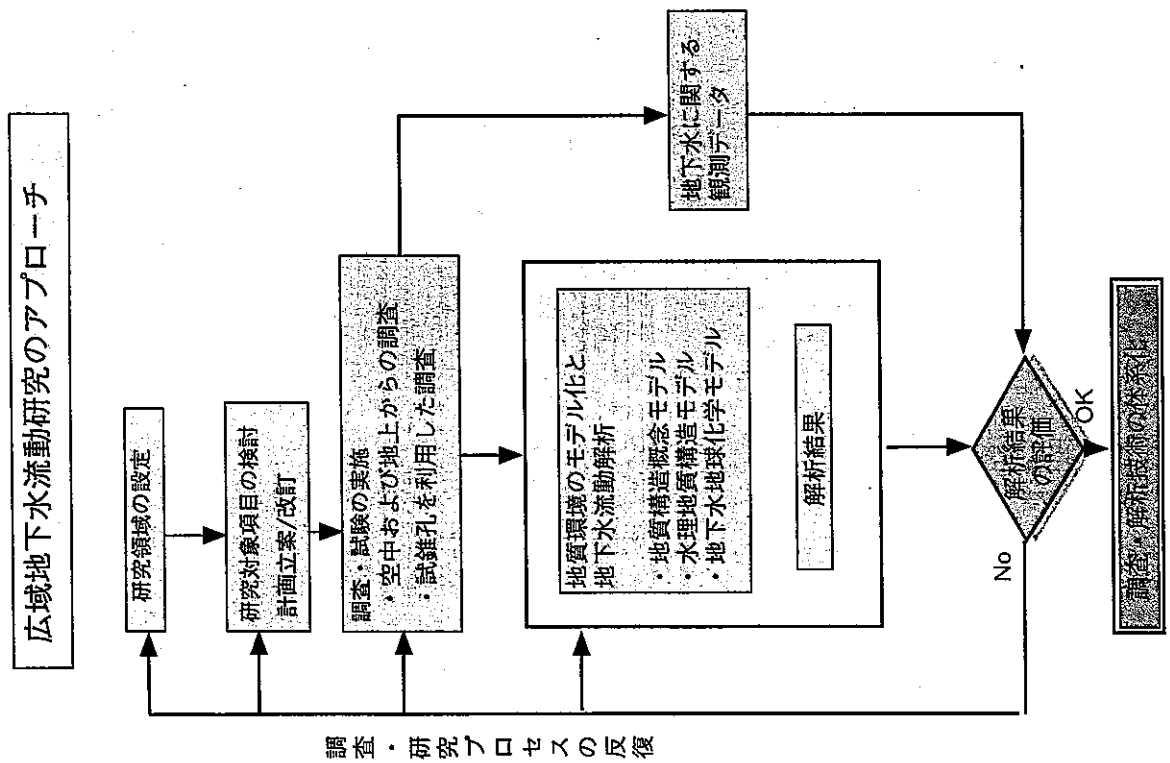 広域地下水流動研究のアプローチ
研究領域の設定
研究対象項目の検討
計画立案/改訂
調査・試験の実施
・空中および地上からの調査
・試錐孔を利用した調査
地質環境のモデル化と
地下水流動解析
・地質構造概念モデル
・水理地質構造モデル
・地下水地球化学モデル
解析結果
地下水に関する
観測データ
解析結果
の評価
No
OK
調査・解析技術の体系化
調査・研究プロセスの反復